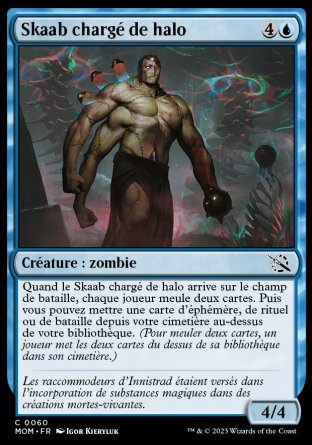 Skaab chargé de halo 4
Créature : zombie
Quand le Skaab chargé de halo arrive sur le champ
de bataille, chaque joueur meule deux cartes. Puis
vous pouvez mettre une carte d'éphémère, de rituel
ou de bataille depuis votre cimetière au-dessus
de votre bibliothèque. (Pour meuler deux cartes, un
joueur met les deux cartes du dessus de sa bibliothèque
dans son cimetière.)
Les raccommodeurs d'Innistrad étaient versés dans
l'incorporation de substances magiques dans des
créations mortes-vivantes.
4/4
C 0060
MOM • FR Igor Kieryluk
™ & © 2023 Wizards of the Coast